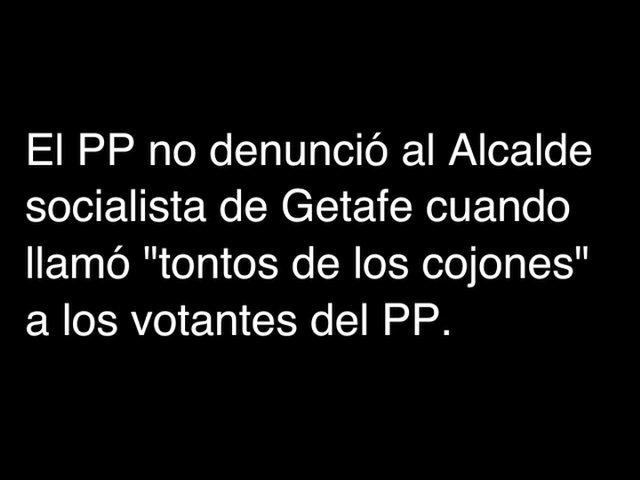 El PP no denunció al Alcalde
socialista de Getafe cuando
llamó "tontos de los cojones"
a los votantes del PP.